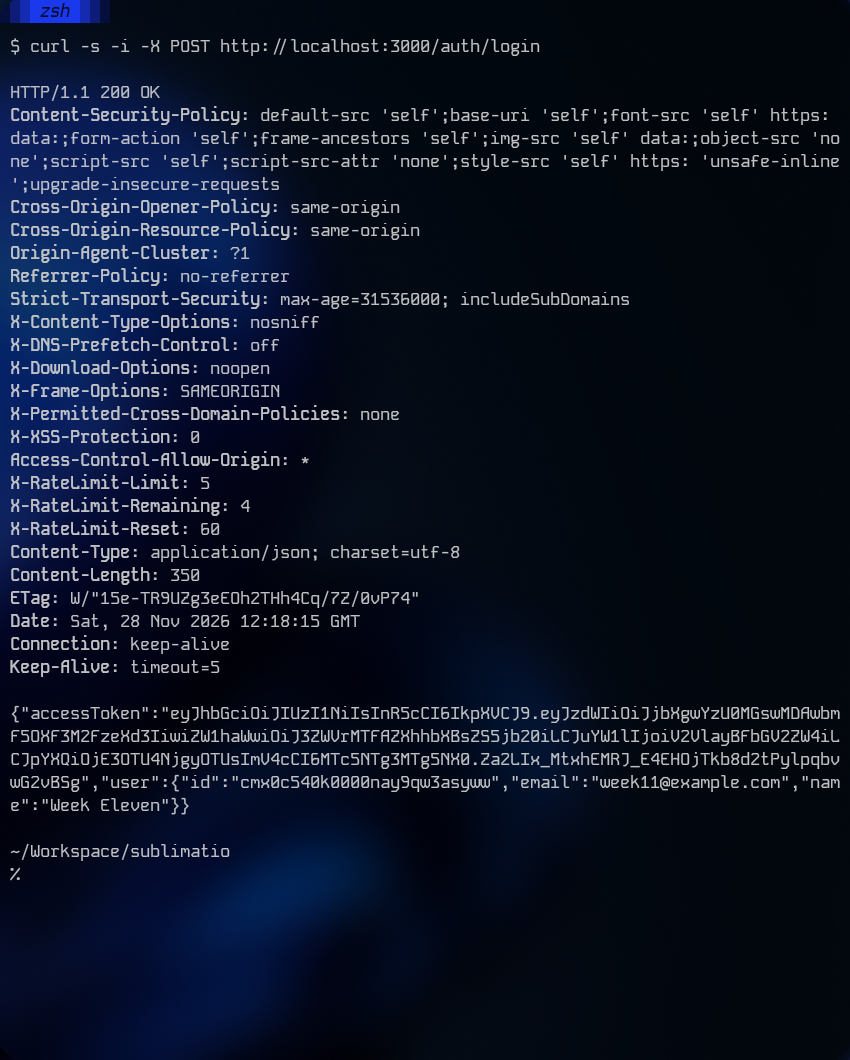 zsh
$ curl -s -i -X POST http://localhost:3000/auth/login
HTTP/1.1 200 OK
Content-Security-Policy: default-src 'self';base-uri 'self';font-src 'self' https:
data:;form-action 'self';frame-ancestors 'self';img-src 'self' data:;object-src 'no
ne';script-src 'self';script-src-attr 'none';style-src 'self' https: 'unsafe-inline
';upgrade-insecure-requests
Cross-Origin-Opener-Policy: same-origin
Cross-Origin-Resource-Policy: same-origin
Origin-Agent-Cluster: ?1
Referrer-Policy: no-referrer
Strict-Transport-Security: max-age=31536000; includeSubDomains
X-Content-Type-Options: nosniff
X-DNS-Prefetch-Control: off
X-Download-Options: noopen
X-Frame-Options: SAMEORIGIN
X-Permitted-Cross-Domain-Policies: none
X-XSS-Protection: 0
Access-Control-Allow-Origin: *
X-RateLimit-Limit: 5
X-RateLimit-Remaining: 4
X-RateLimit-Reset: 60
Content-Type: application/json; charset=utf-8
Content-Length: 350
ETag: W/"15e-TR9UZg3eEOh2THh4Cq/7Z/0vP74"
Date: Sat, 28 Nov 2026 12:18:15 GMT
Connection: keep-alive
Keep-Alive: timeout=5
{"accessToken":"eyJhbGciOiJIUzI1NiIsInR5cCI6IkpXVCJ9.eyJzdWIiOiJjbXgwYzU0MGswMDAwbm
F5OXF3M2FzeXd3IiwiZW1haWwiOiJ3ZWVrMTFAZXhhbXBsZS5jb20iLCJuYW1lIjoiV2VlayBFbGV2ZW4iL
CJpYXQiOjE3OTU4NjgyOTUsImV4cCI6MTc5NTg3MTg5NX0.Za2LIx_MtxhEMRJ_E4EHOjTkb8d2tPylpqbv
wG2vBSg","user":{"id":"cmx0c540k0000nay9qw3asyww","email":"week11@example.com","nam
e":"Week Eleven"}}
~/Workspace/sublimatio
%